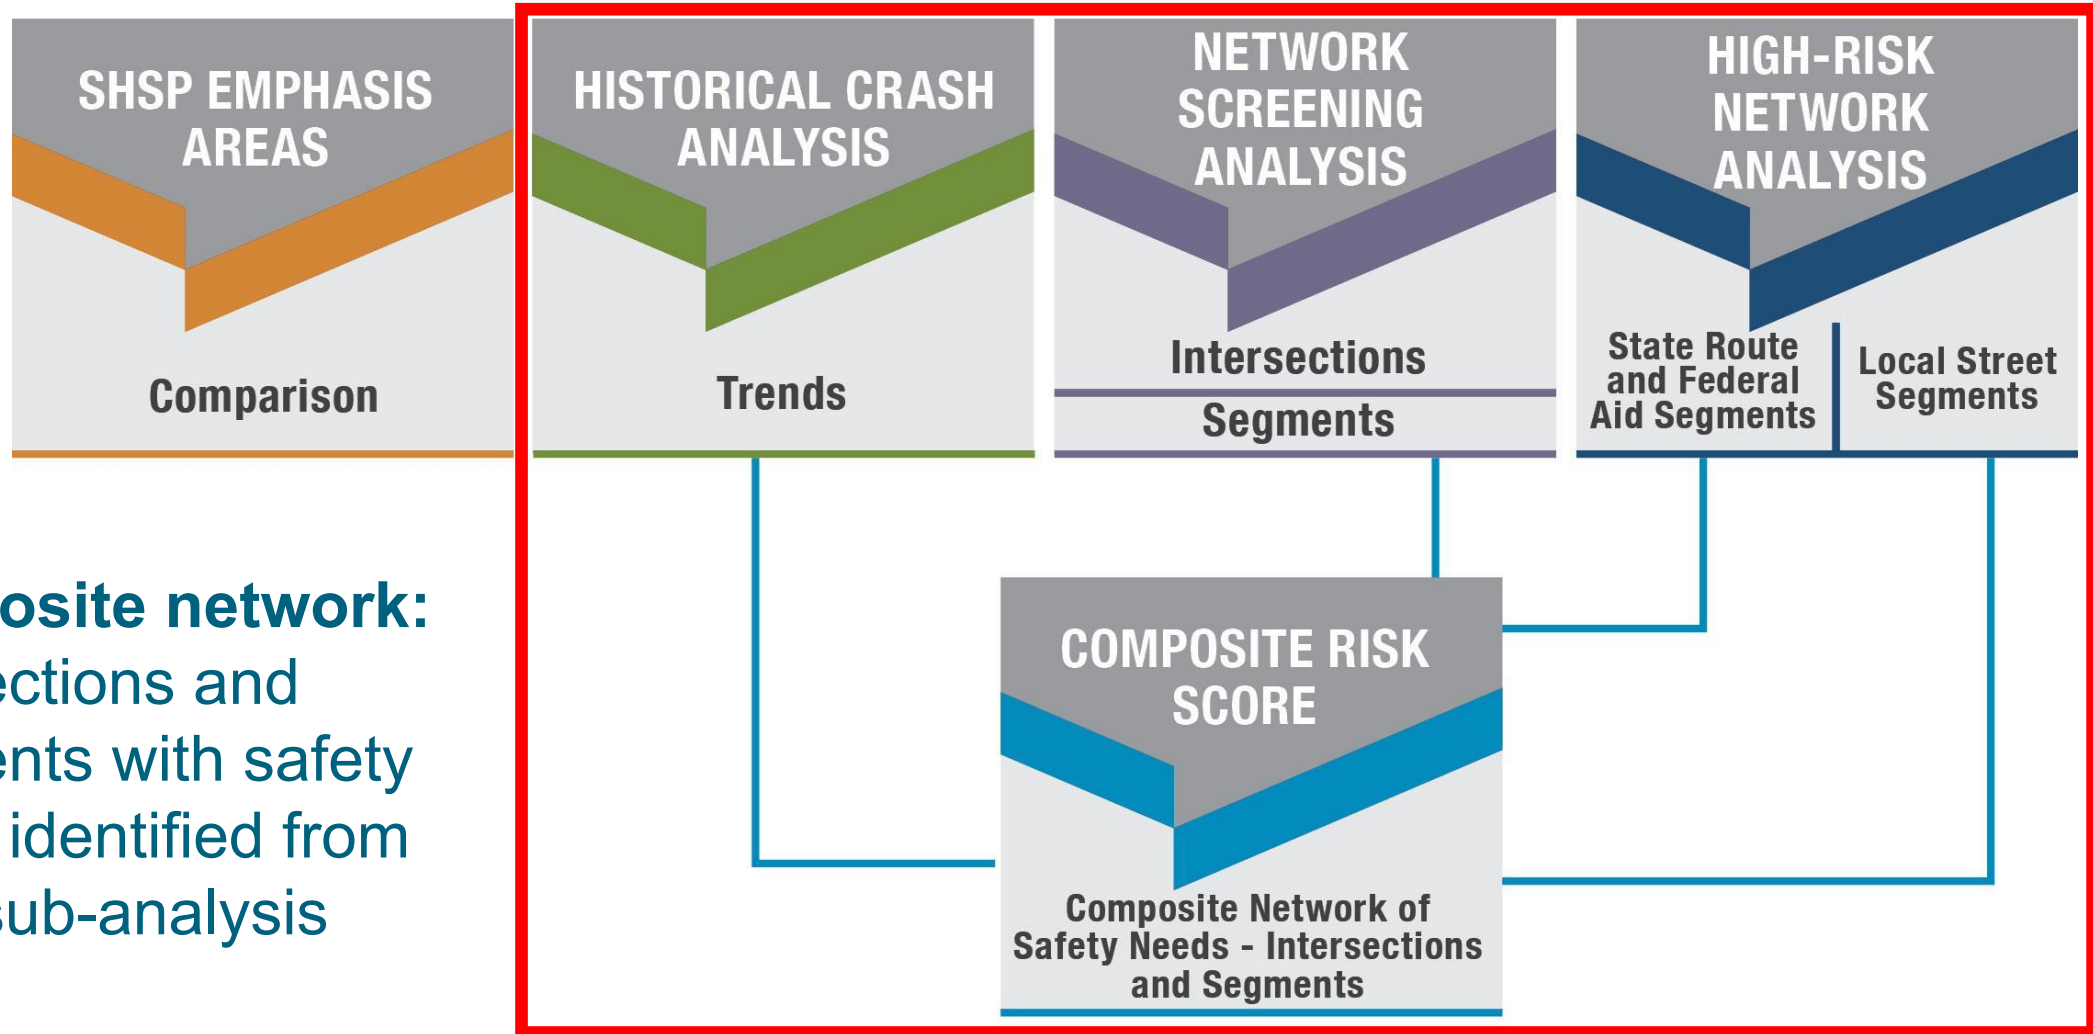 SHSP EMPHASIS
AREAS
Comparison
HISTORICAL CRASH
ANALYSIS
Trends
NETWORK
SCREENING
ANALYSIS
Intersections
Segments
HIGH-RISK
NETWORK
ANALYSIS
State Route
and Federal
Aid Segments
Local Street
Segments
osite network:
ections and
ents with safety
identified from
sub-analysis
COMPOSITE RISK
SCORE
Composite Network of
Safety Needs - Intersections
and Segments